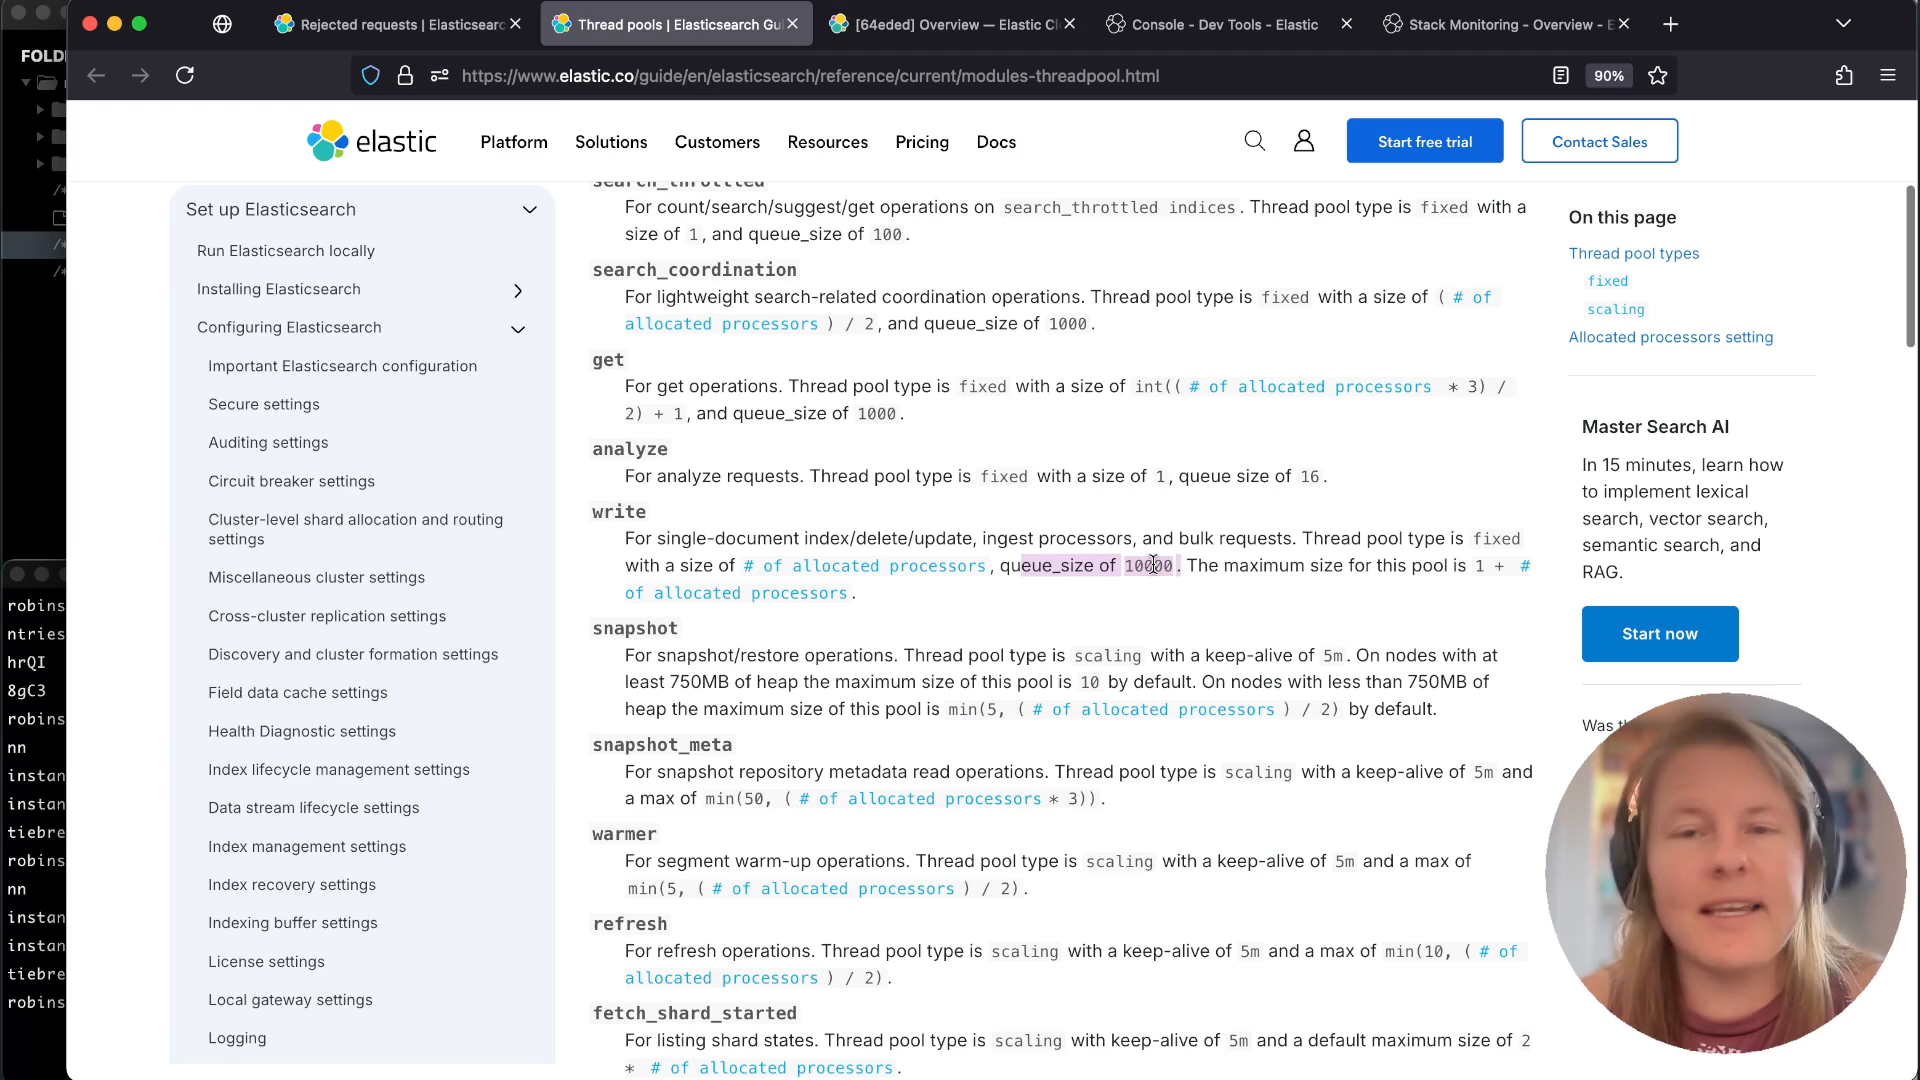 FOLD
Rejected requests | Elasticsearc
Thread pools | Elasticsearch Gu
[64eded] Overview — Elastic Cl
Console - Dev Tools - Elastic
Stack Monitoring - Overview - E
https://www.elastic.co/guide/en/elasticsearch/reference/current/modules-threadpool.html
90%
elastic
Platform
Solutions
Customers
Resources
Pricing
Docs
Start free trial
Contact Sales
Set up Elasticsearch
Run Elasticsearch locally
Installing Elasticsearch
Configuring Elasticsearch
Important Elasticsearch configuration
Secure settings
Auditing settings
Circuit breaker settings
Cluster-level shard allocation and routing
settings
Miscellaneous cluster settings
Cross-cluster replication settings
Discovery and cluster formation settings
Field data cache settings
Health Diagnostic settings
Index lifecycle management settings
Data stream lifecycle settings
Index management settings
Index recovery settings
Indexing buffer settings
License settings
Local gateway settings
Logging
search_throttled
For count/search/suggest/get operations on search_throttled indices. Thread pool type is fixed with a
size of 1, and queue_size of 100.
search_coordination
For lightweight search-related coordination operations. Thread pool type is fixed with a size of (# of
allocated processors) / 2, and queue_size of 1000.
get
For get operations. Thread pool type is fixed with a size of int((# of allocated processors * 3) /
2) + 1, and queue_size of 1000.
analyze
For analyze requests. Thread pool type is fixed with a size of 1, queue size of 16.
write
For single-document index/delete/update, ingest processors, and bulk requests. Thread pool type is fixed
with a size of # of allocated processors, queue_size of 10000. The maximum size for this pool is 1 + #
of allocated processors.
snapshot
For snapshot/restore operations. Thread pool type is scaling with a keep-alive of 5m. On nodes with at
least 750MB of heap the maximum size of this pool is 10 by default. On nodes with less than 750MB of
heap the maximum size of this pool is min(5, (# of allocated processors) / 2) by default.
snapshot_meta
For snapshot repository metadata read operations. Thread pool type is scaling with a keep-alive of 5m and
a max of min(50, (# of allocated processors* 3)).
warmer
For segment warm-up operations. Thread pool type is scaling with a keep-alive of 5m and a max of
min(5, (# of allocated processors) / 2).
refresh
For refresh operations. Thread pool type is scaling with a keep-alive of 5m and a max of min(10, (# of
allocated processors) / 2).
fetch_shard_started
For listing shard states. Thread pool type is scaling with keep-alive of 5m and a default maximum size of 2
* # of allocated processors.
On this page
Thread pool types
fixed
scaling
Allocated processors setting
Master Search AI
In 15 minutes, learn how
to implement lexical
search, vector search,
semantic search, and
RAG.
Start now
Was
robins
ntries
hrQI
8gC3
robins
nn
instan
instan
tiebre
robins
nn
instan
instan
tiebre
robins